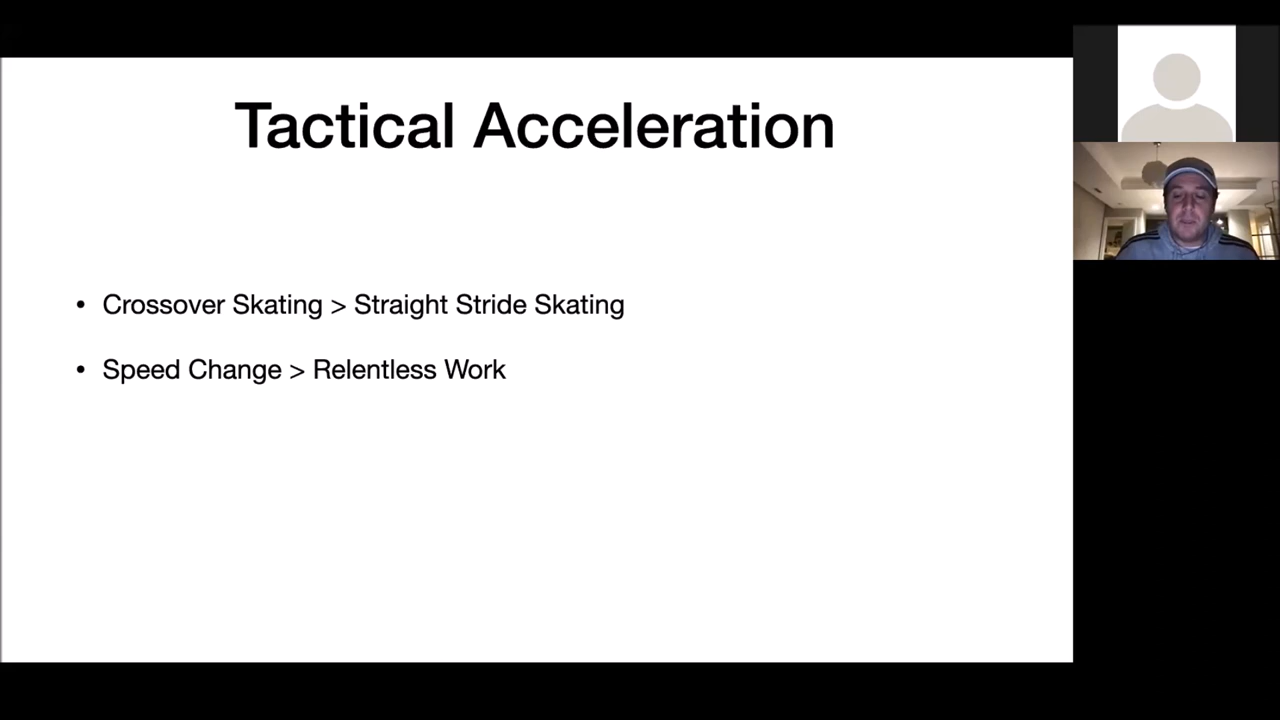 Tactical Acceleration
• Crossover Skating > Straight Stride Skating
• Speed Change > Relentless Work